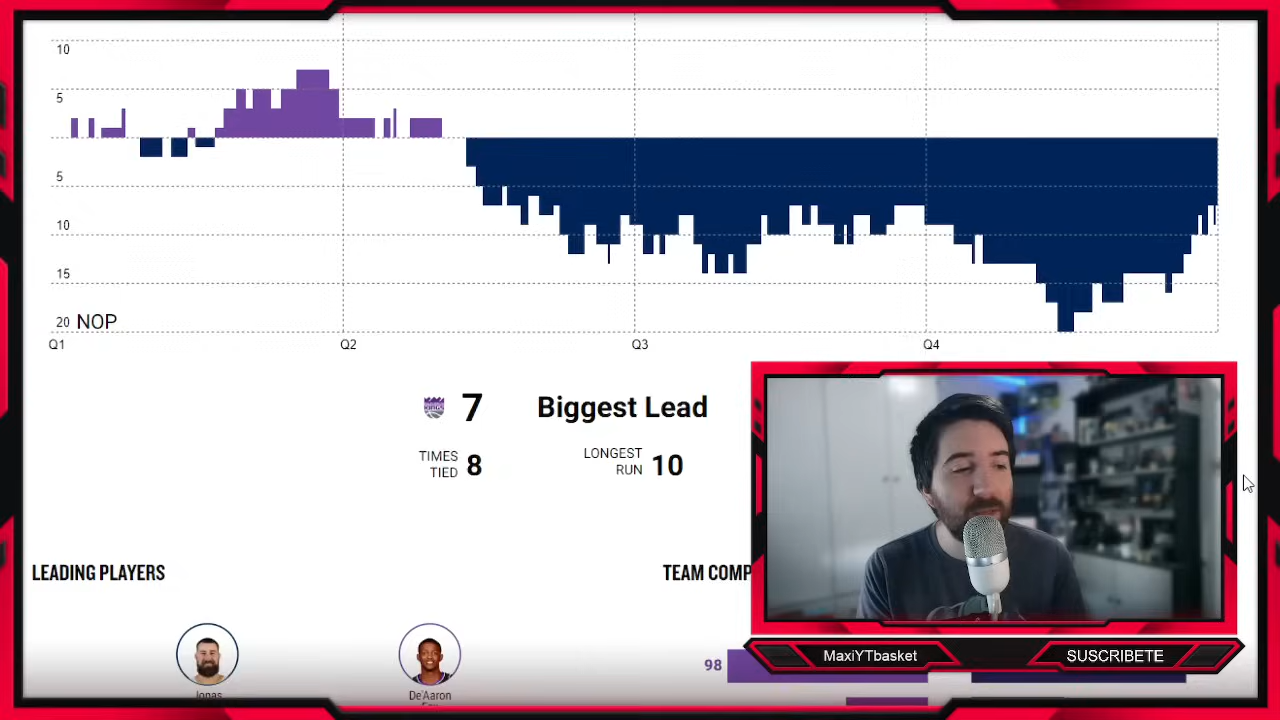 10
5
5
10
15
20 NOP
Q1 Q2 Q3 Q4
7 Biggest Lead
TIMES TIED 8
LONGEST RUN 10
LEADING PLAYERS
TEAM COMP
Jonas
De'Aaron
98
MaxiYTbasket
SUSCRIBETE